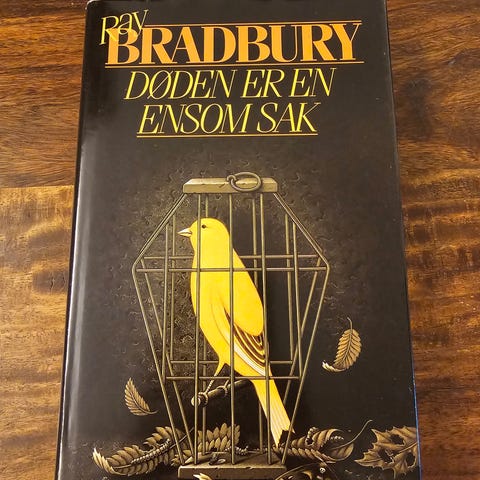 Ray
BRADBURY
DØDEN ER EN
ENSOM SAK